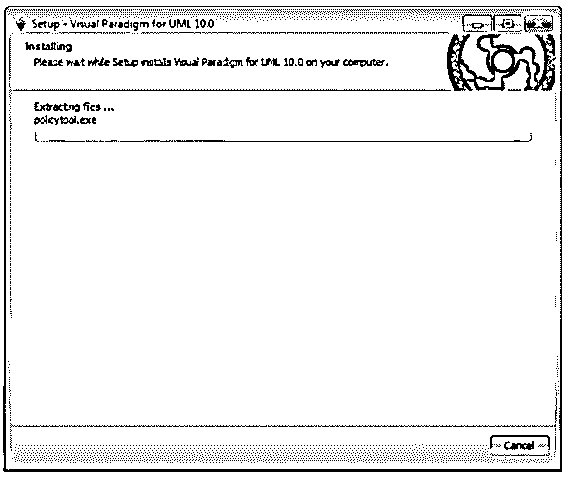 Setup - Visual Paradigm for UML 10.0
Installing
Please wait while Setup installs Visual Paradigm for UML 10.0 on your computer.
Extracting files ...
policytool.exe
Cancel